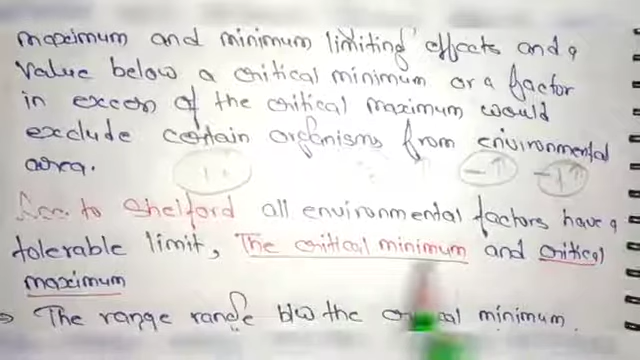 maximum and minimum limiting effects and a
value below a critical minimum or a factor
in excess of the critical maximum would
exclude certain organisms from environmental
area.
Acc. to Shelford all environmental factors have a
tolerable limit, The critical minimum and critical
maximum
The range range b/w the critical minimum.